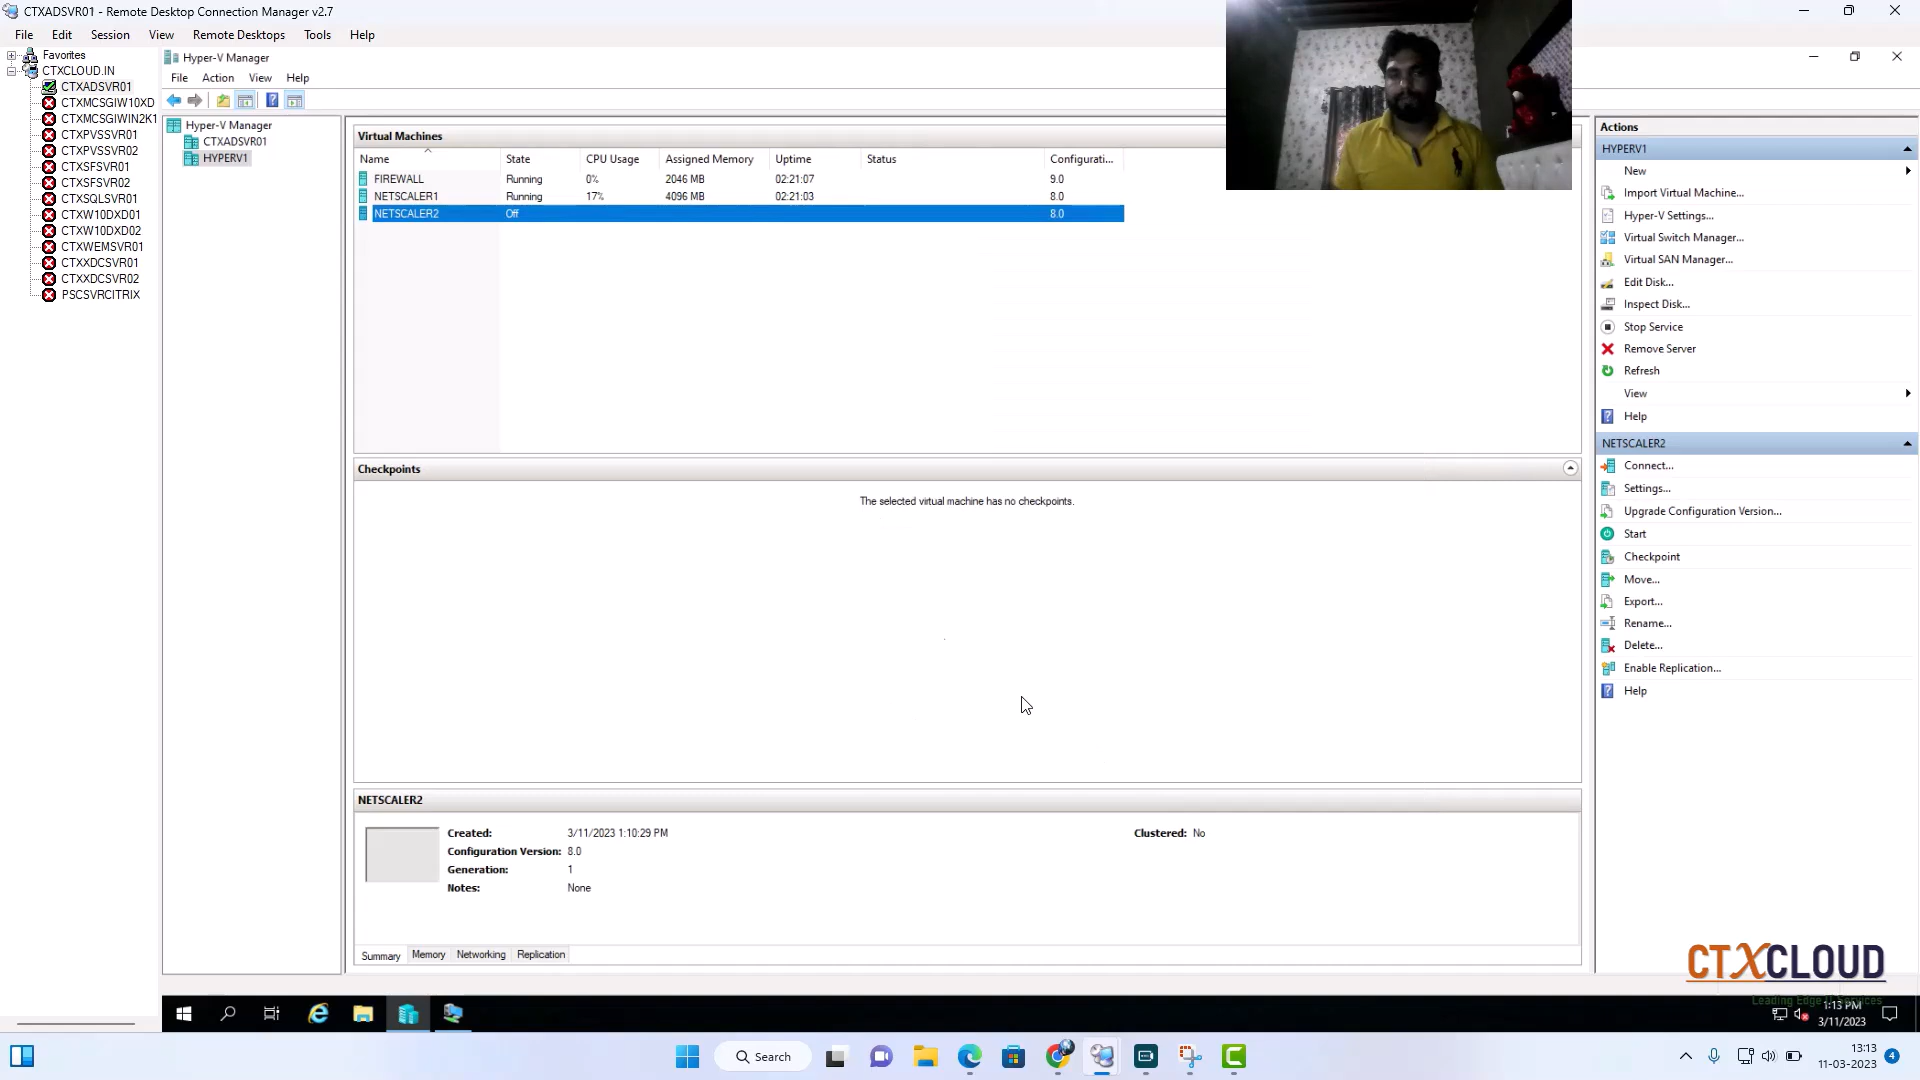 CTXADSVR01 - Remote Desktop Connection Manager v2.7
File Edit Session View Remote Desktops Tools Help
Favorites
CTXCLOUD.IN
CTXADSVR01
CTXMCSGIW10XD
CTXMCSGIWIN2K1
CTXPVSSVR01
CTXPVSSVR02
CTXSFSVR01
CTXSFSVR02
CTXSQLSVR01
CTXW10DXD01
CTXW10DXD02
CTXWEMSVR01
CTXXDCSVR01
CTXXDCSVR02
PSCSVRCITRIX
Hyper-V Manager
File Action View Help
Hyper-V Manager
CTXADSVR01
HYPERV1
Virtual Machines
Name State CPU Usage Assigned Memory Uptime Status Configurati...
FIREWALL Running 0% 2046 MB 02:21:07 9.0
NETSCALER1 Running 17% 4096 MB 02:21:03 8.0
NETSCALER2 Off 8.0
Checkpoints
The selected virtual machine has no checkpoints.
NETSCALER2
Created: 3/11/2023 1:10:29 PM Clustered: No
Configuration Version: 8.0
Generation: 1
Notes: None
Summary Memory Networking Replication
Actions
HYPERV1
New
Import Virtual Machine...
Hyper-V Settings...
Virtual Switch Manager...
Virtual SAN Manager...
Edit Disk...
Inspect Disk...
Stop Service
Remove Server
Refresh
View
Help
NETSCALER2
Connect...
Settings...
Upgrade Configuration Version...
Start
Checkpoint
Move...
Export...
Rename...
Delete...
Enable Replication...
Help
CTXCLOUD
1:13 PM
3/11/2023
Search
13:13
11-03-2023
4